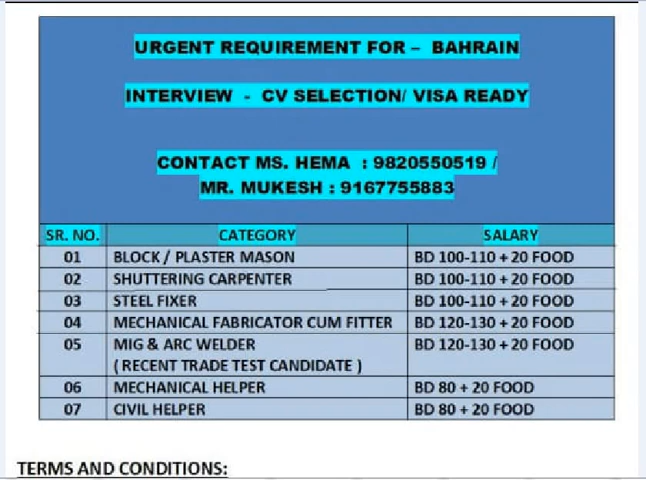 URGENT REQUIREMENT FOR – BAHRAIN
INTERVIEW - CV SELECTION/ VISA READY
CONTACT MS. HEMA : 9820550519 /
MR. MUKESH : 9167755883
SR. NO. CATEGORY SALARY
01 BLOCK / PLASTER MASON BD 100-110 + 20 FOOD
02 SHUTTERING CARPENTER BD 100-110 + 20 FOOD
03 STEEL FIXER BD 100-110 + 20 FOOD
04 MECHANICAL FABRICATOR CUM FITTER BD 120-130 + 20 FOOD
05 MIG & ARC WELDER BD 120-130 + 20 FOOD
( RECENT TRADE TEST CANDIDATE )
06 MECHANICAL HELPER BD 80 + 20 FOOD
07 CIVIL HELPER BD 80 + 20 FOOD
TERMS AND CONDITIONS: